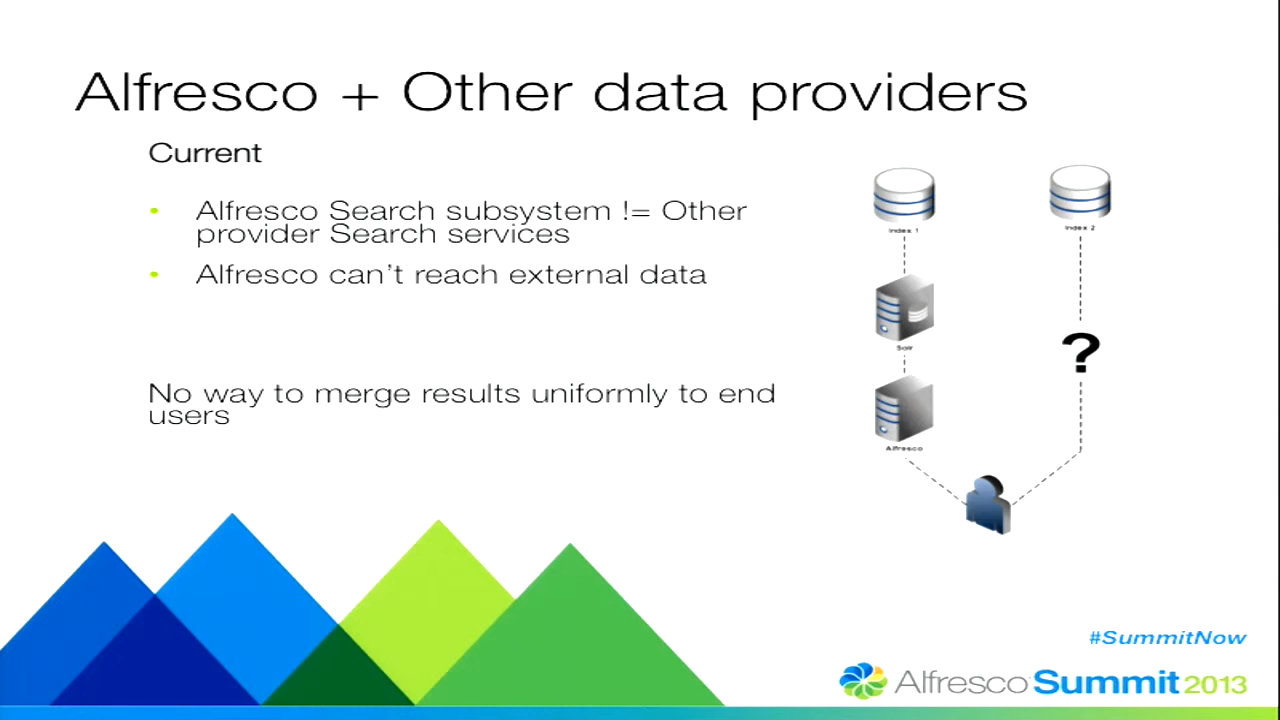 Alfresco + Other data providers
Current
• Alfresco Search subsystem != Other
provider Search services
• Alfresco can't reach external data
No way to merge results uniformly to end
users
Index 1
Index 2
Solr
?
Alfresco
#SummitNow
Alfresco Summit 2013